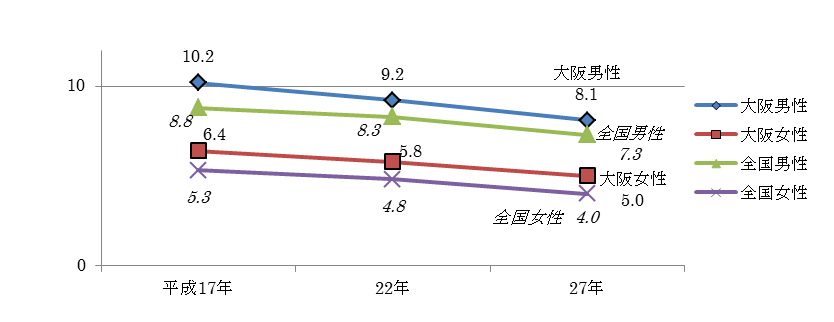 10.2
9.2
大阪男性
8.1
10
8.8
8.3
全国男性
7.3
6.4
5.8
大阪女性
5.0
5.3
4.8
全国女性
4.0
0
平成17年
22年
27年
大阪男性
大阪女性
全国男性
全国女性